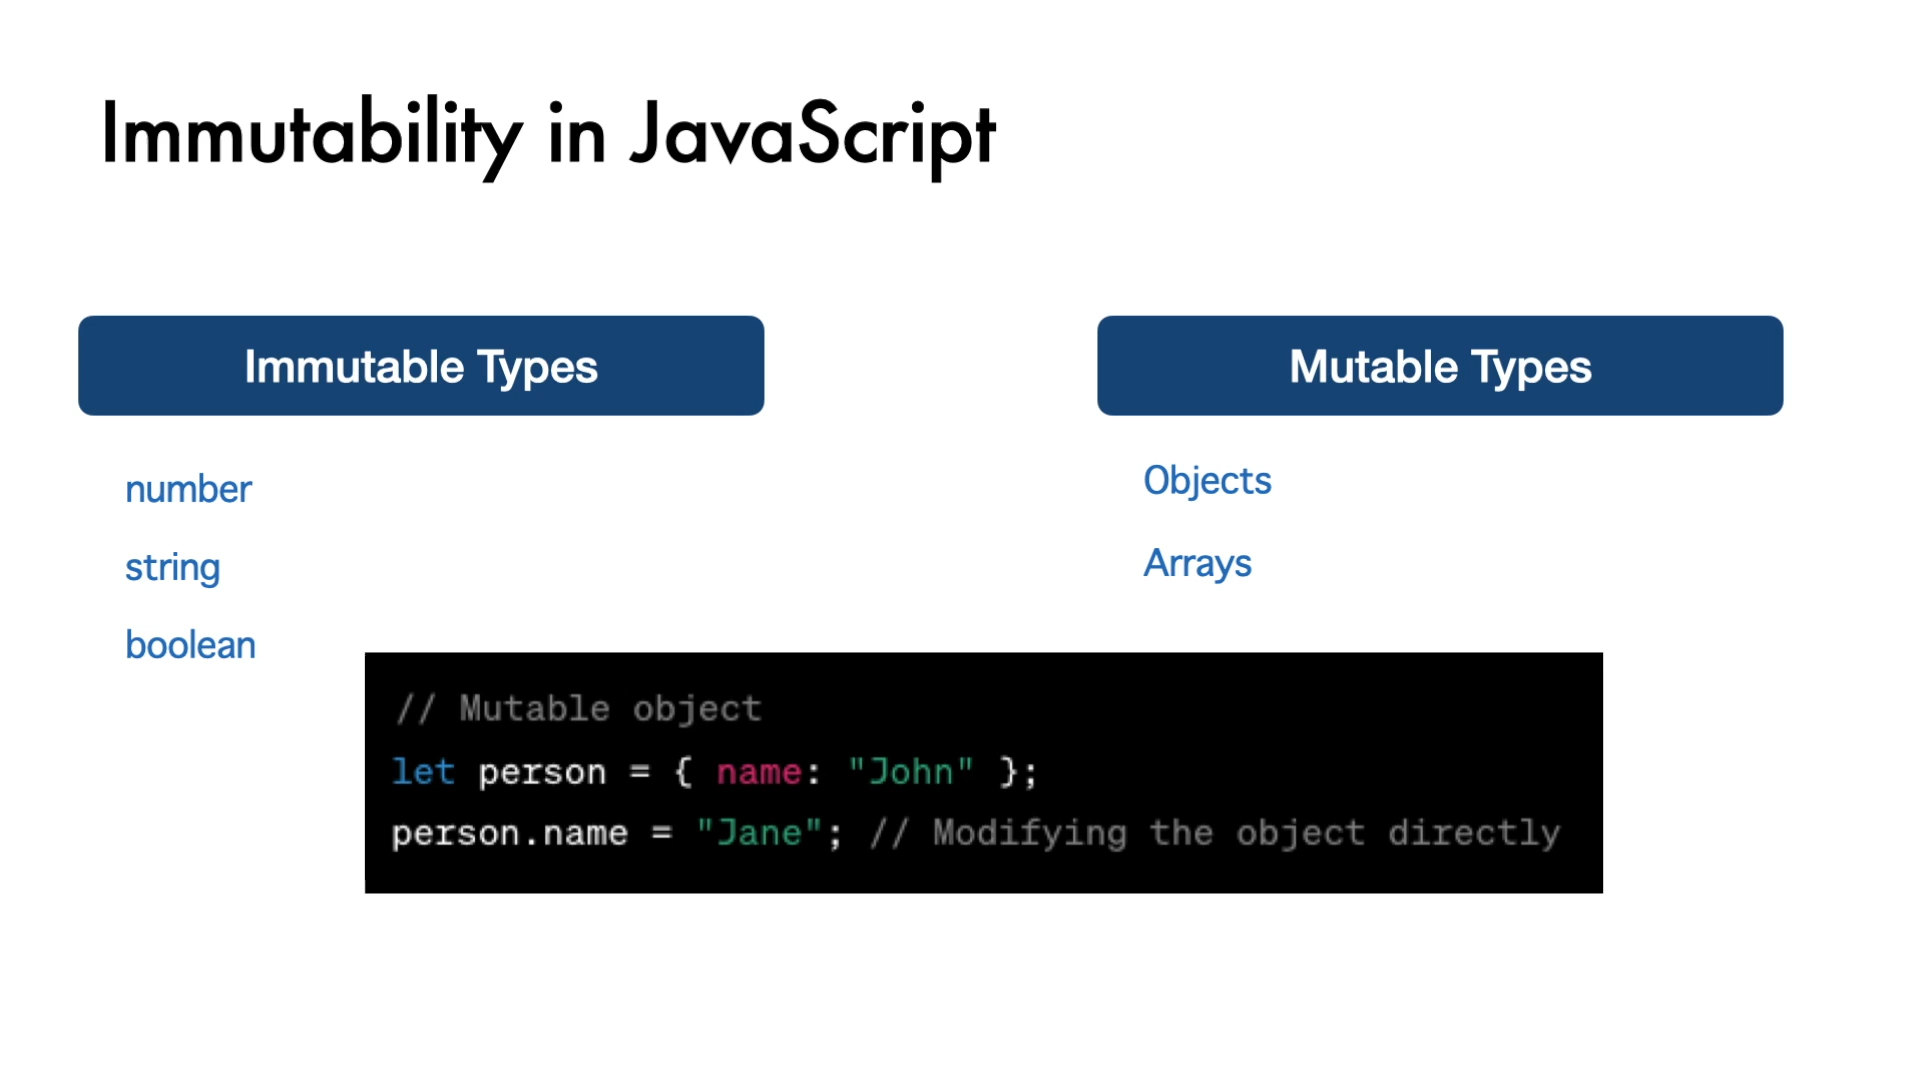 Immutability in JavaScript
Immutable Types
number
string
boolean
Mutable Types
Objects
Arrays
// Mutable object
let person = { name: "John" };
person.name = "Jane"; // Modifying the object directly